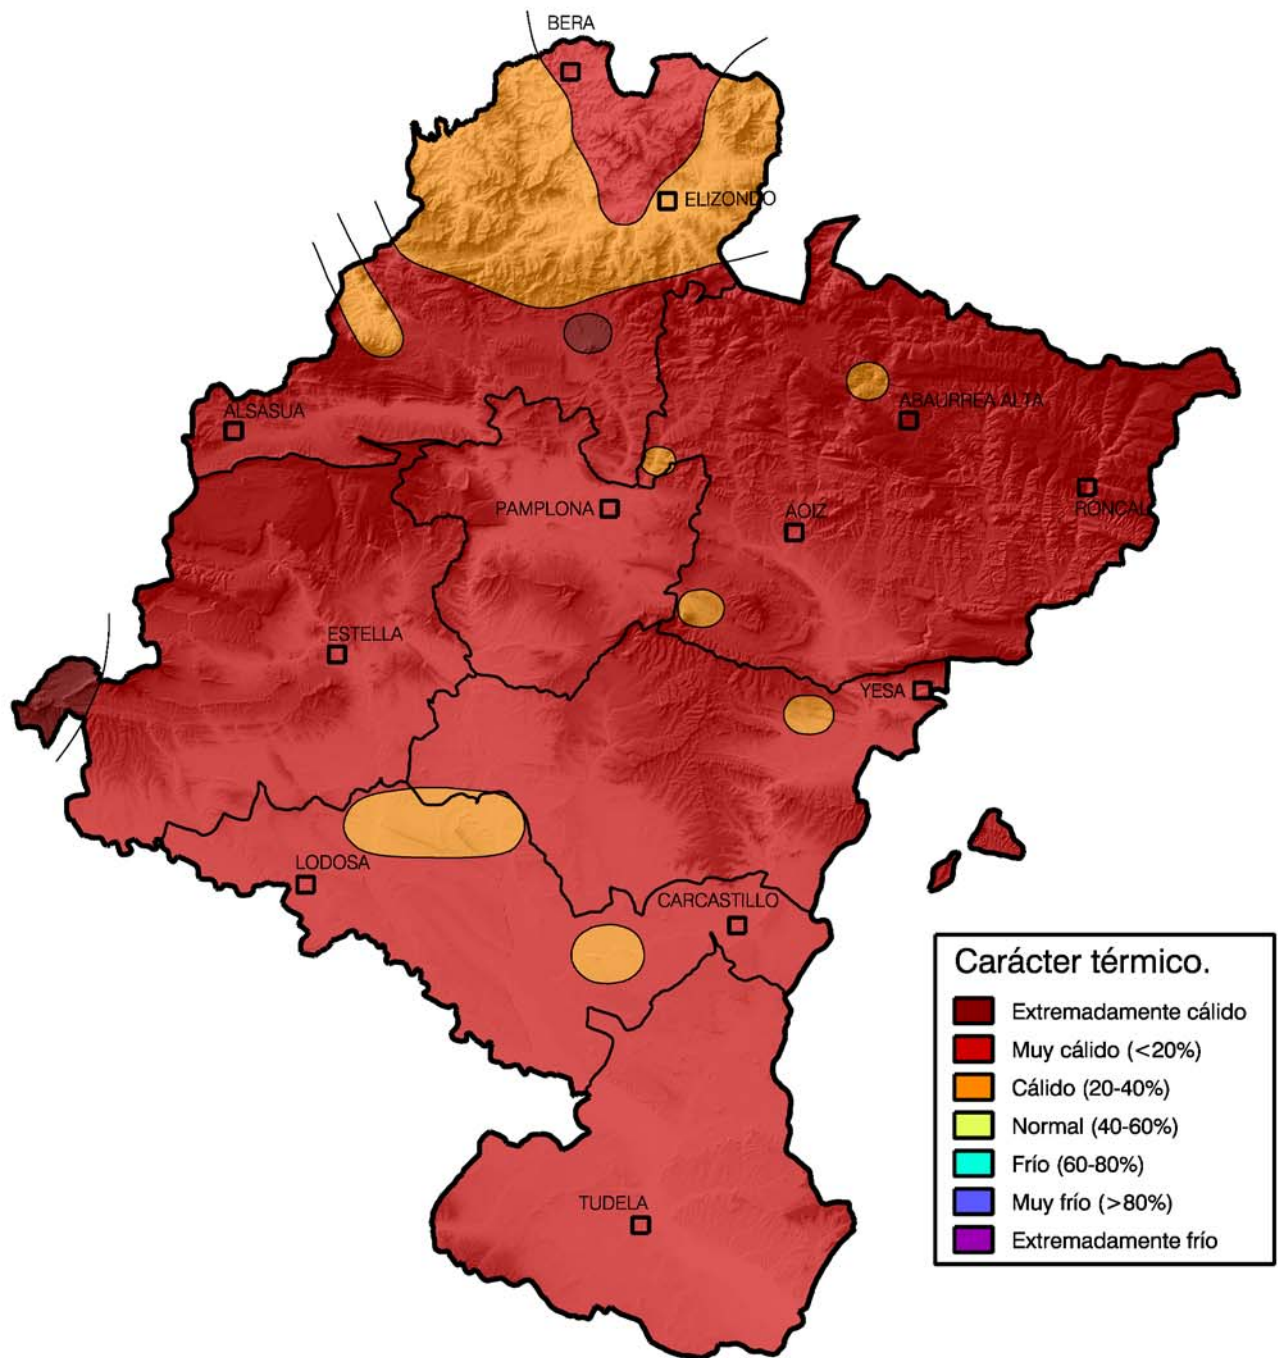 BERA
ELIZONDO
ALSASUA
ABAURREA ALTA
PAMPLONA
AOIZ
RONCAL
ESTELLA
YESA
LODOSA
CARCASTILLO
TUDELA
Carácter térmico.
Extremadamente cálido
Muy cálido (<20%)
Cálido (20-40%)
Normal (40-60%)
Frío (60-80%)
Muy frío (>80%)
Extremadamente frío